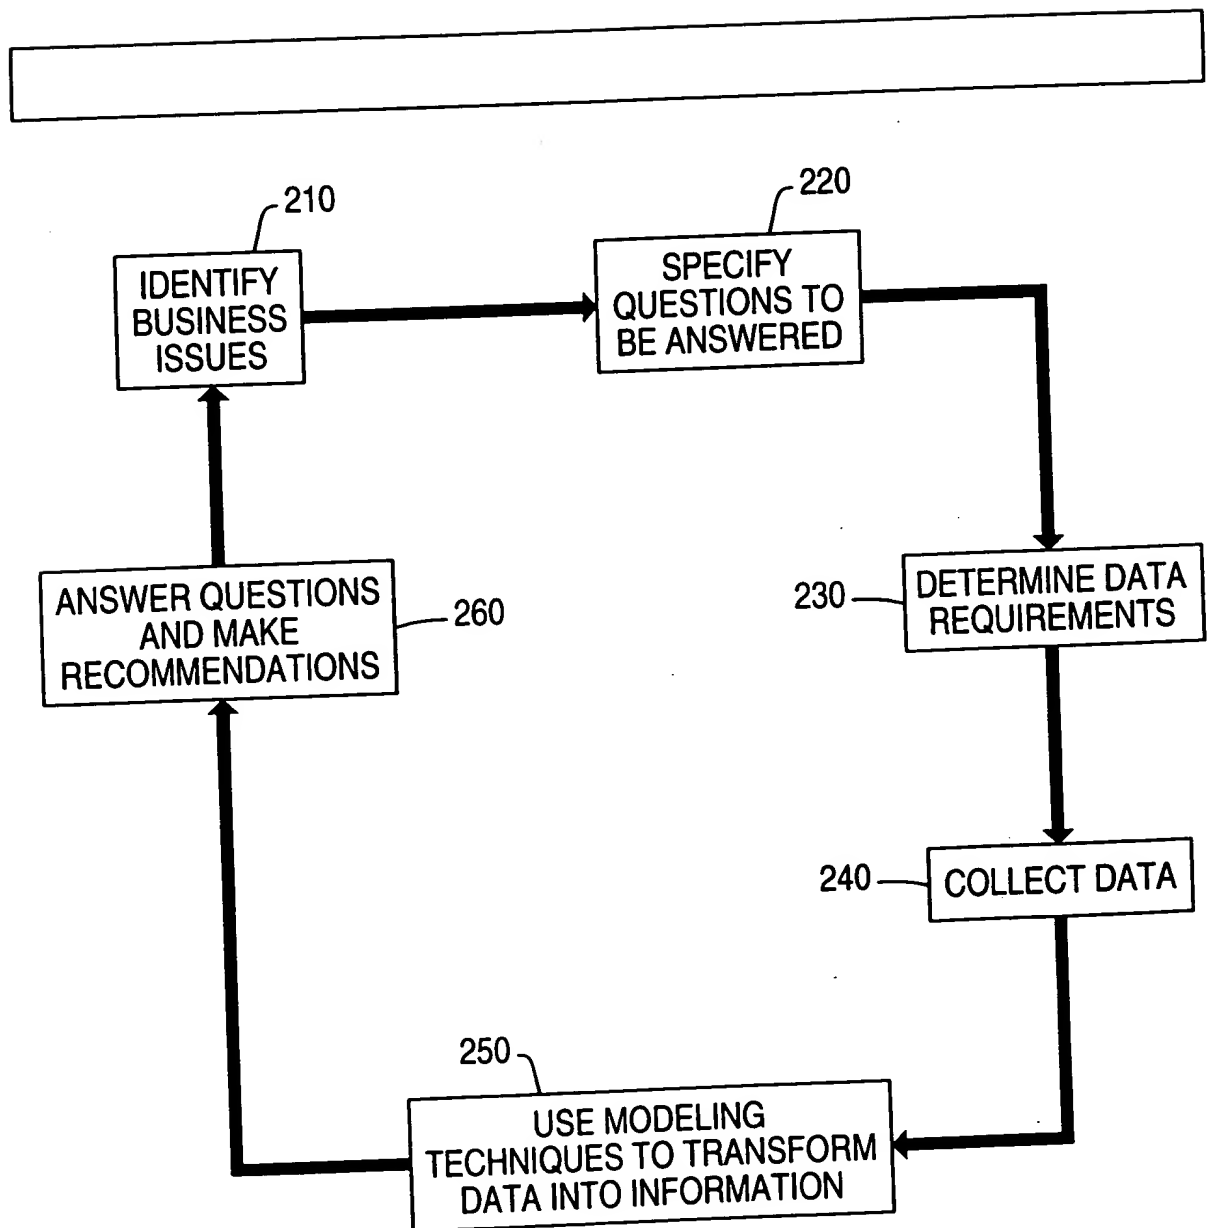 210
IDENTIFY
BUSINESS
ISSUES
220
SPECIFY
QUESTIONS TO
BE ANSWERED
230
DETERMINE DATA
REQUIREMENTS
240
COLLECT DATA
250
USE MODELING
TECHNIQUES TO TRANSFORM
DATA INTO INFORMATION
260
ANSWER QUESTIONS
AND MAKE
RECOMMENDATIONS